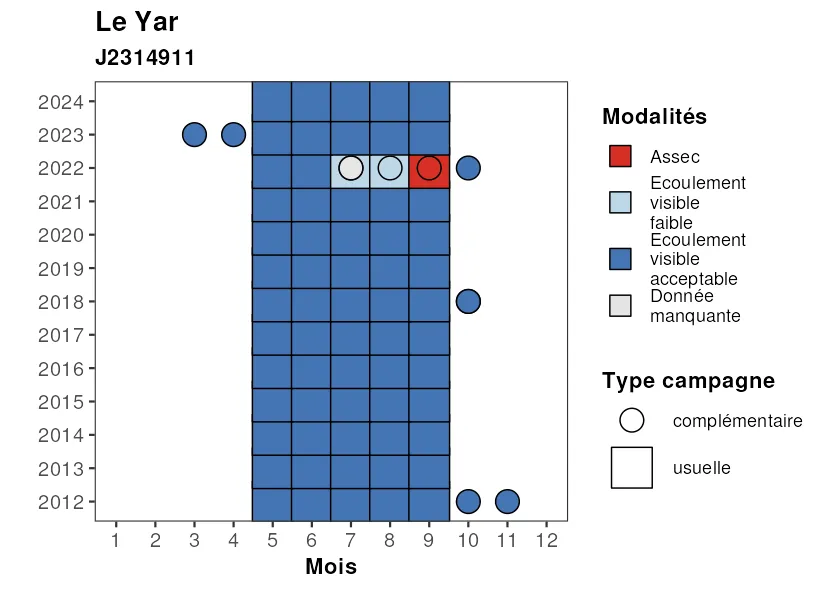 Le Yar
J2314911
2024
2023
2022
2021
2020
2019
2018
2017
2016
2015
2014
2013
2012
1 2 3 4 5 6 7 8 9 10 11 12
Mois
Modalités
Assec
Ecoulement
visible
faible
Ecoulement
visible
acceptable
Donnée
manquante
Type campagne
complémentaire
usuelle